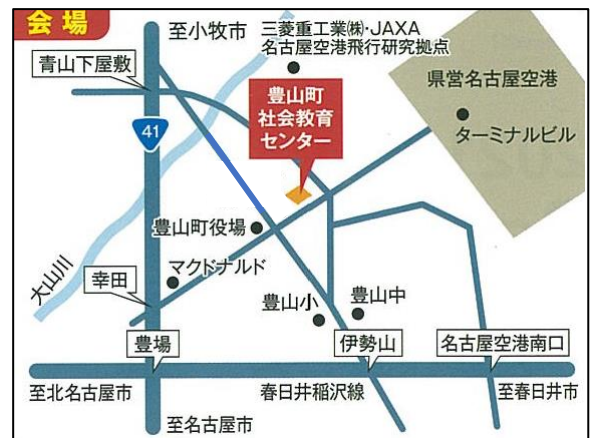 会場
至小牧市
三菱重工業㈱・JAXA
名古屋空港飛行研究拠点
青山下屋敷
県営名古屋空港
豊山町
社会教育
センター
41
ターミナルビル
豊山町役場
大山川
マクドナルド
幸田
豊山小
豊山中
豊場
伊勢山
名古屋空港南口
至北名古屋市
春日井稲沢線
至春日井市
至名古屋市